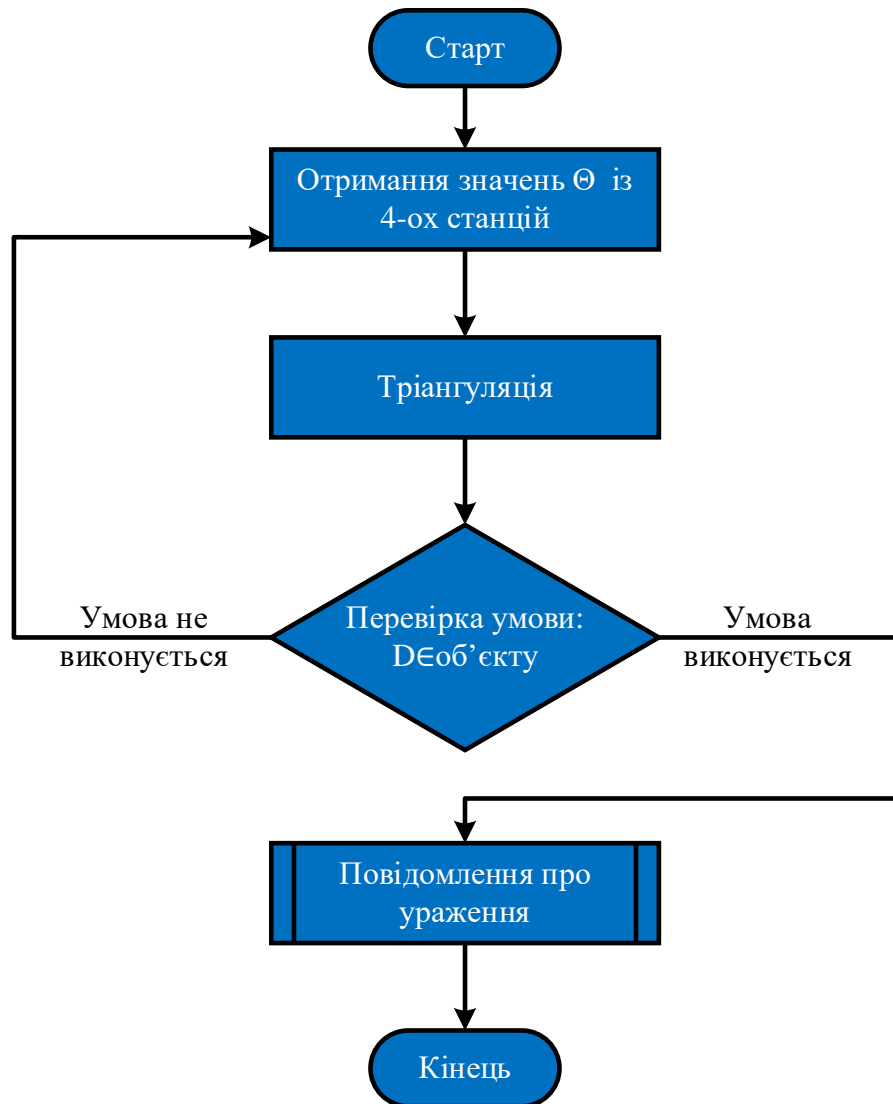 Старт
Отримання значень Θ із
4-ох станцій
Тріангуляція
Умова не
виконується
Перевірка умови:
D∈об’єкту
Умова
виконується
Повідомлення про
ураження
Кінець